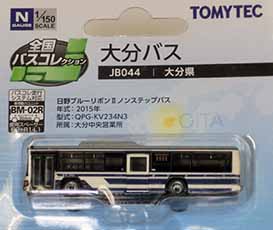 N GAUGE 1/150 SCALE
TOMYTEC
全国
バスコレクション
大分バス
JB044 大分県
日野ブルーリボンⅡノンステップバス
年式:2015年
型式:QPG-KV234N3
所属:大分中央営業所
BM-02R
OITA